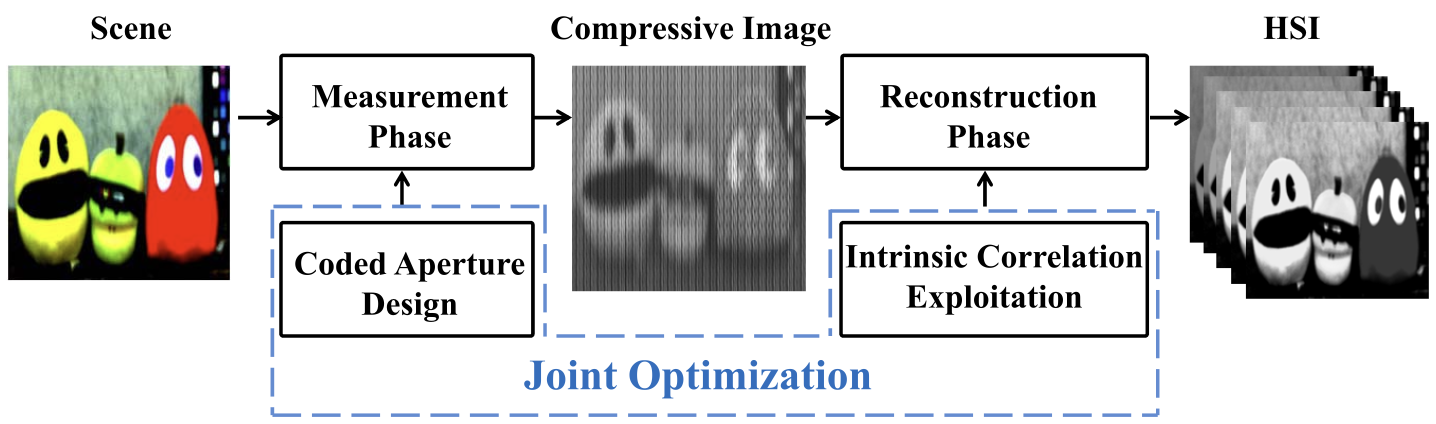 Scene
Compressive Image
HSI
Measurement
Phase
Reconstruction
Phase
Coded Aperture
Design
Intrinsic Correlation
Exploitation
Joint Optimization